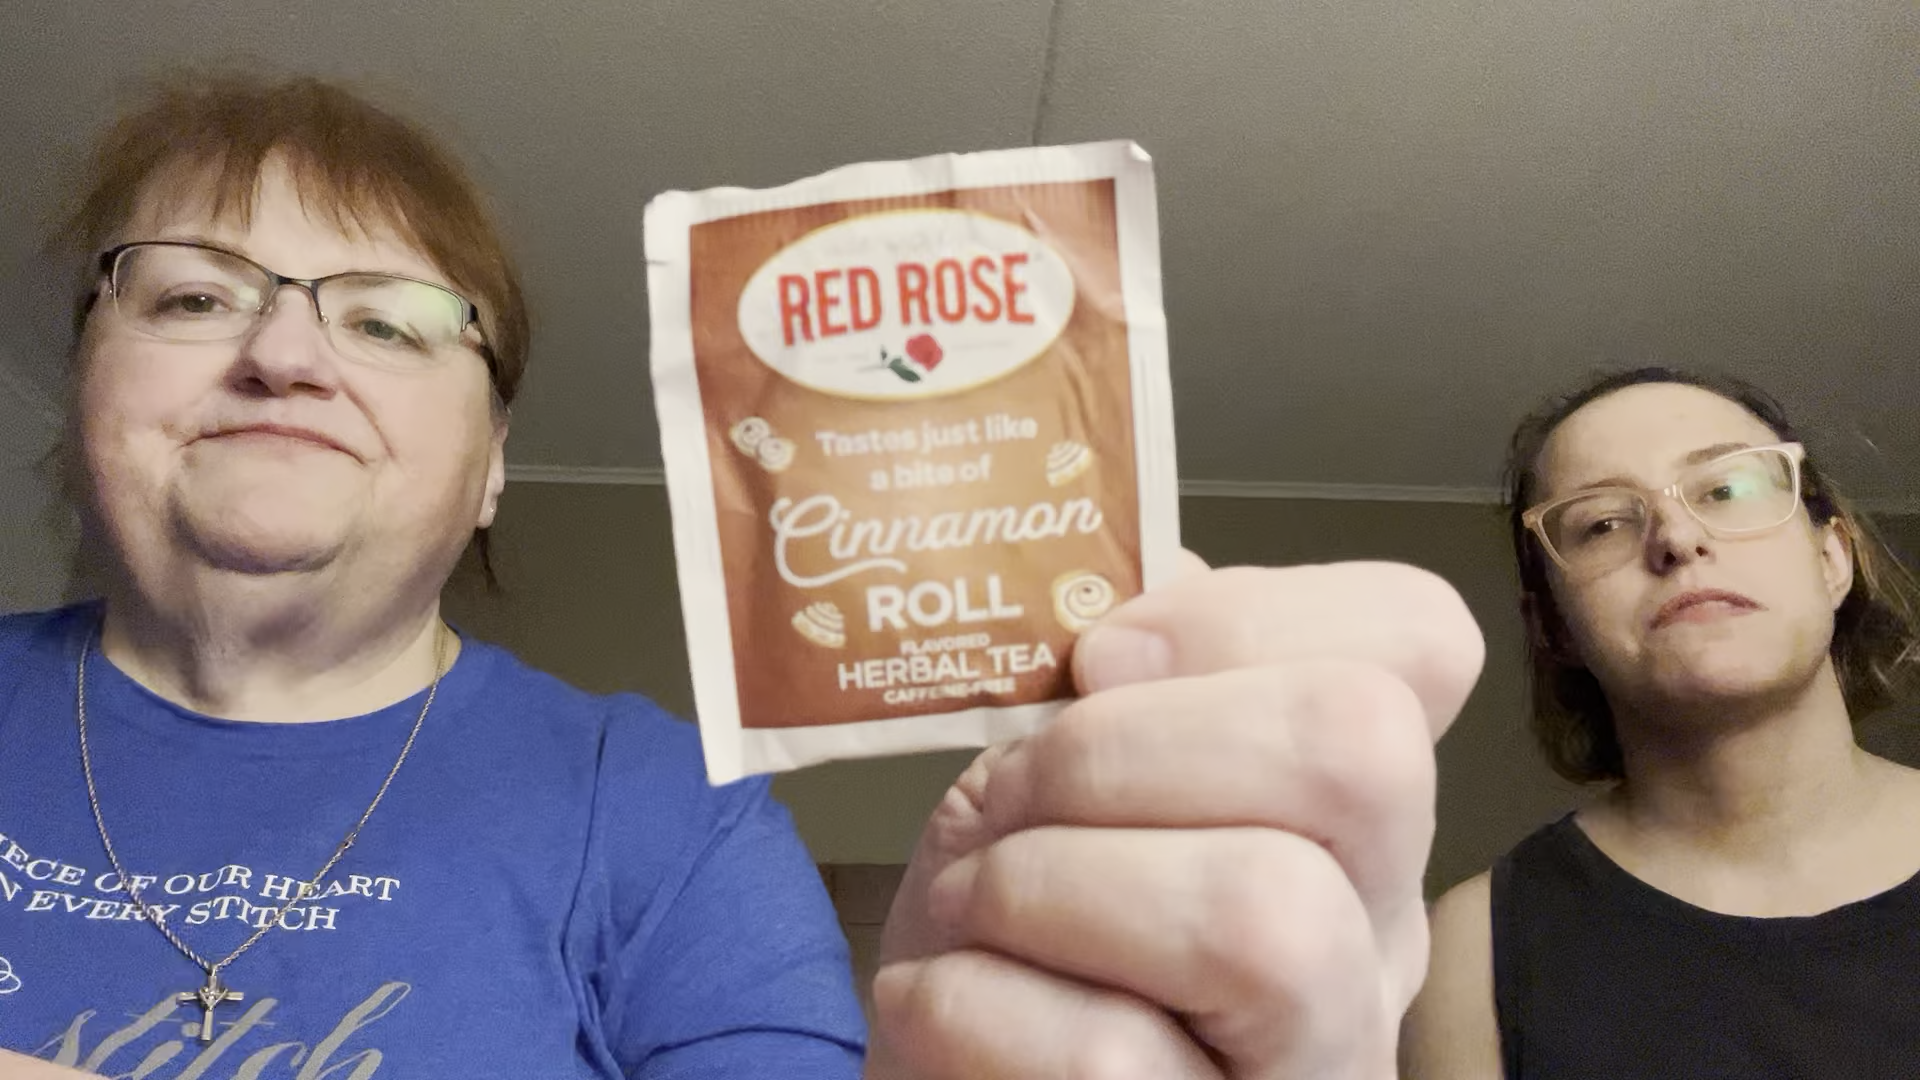 RED ROSE
Tastes just like
a bite of
Cinnamon
ROLL
FLAVORED
HERBAL TEA
CAFFEINE-FREE
IECE OF OUR HEART
N EVERY STITCH
stitch